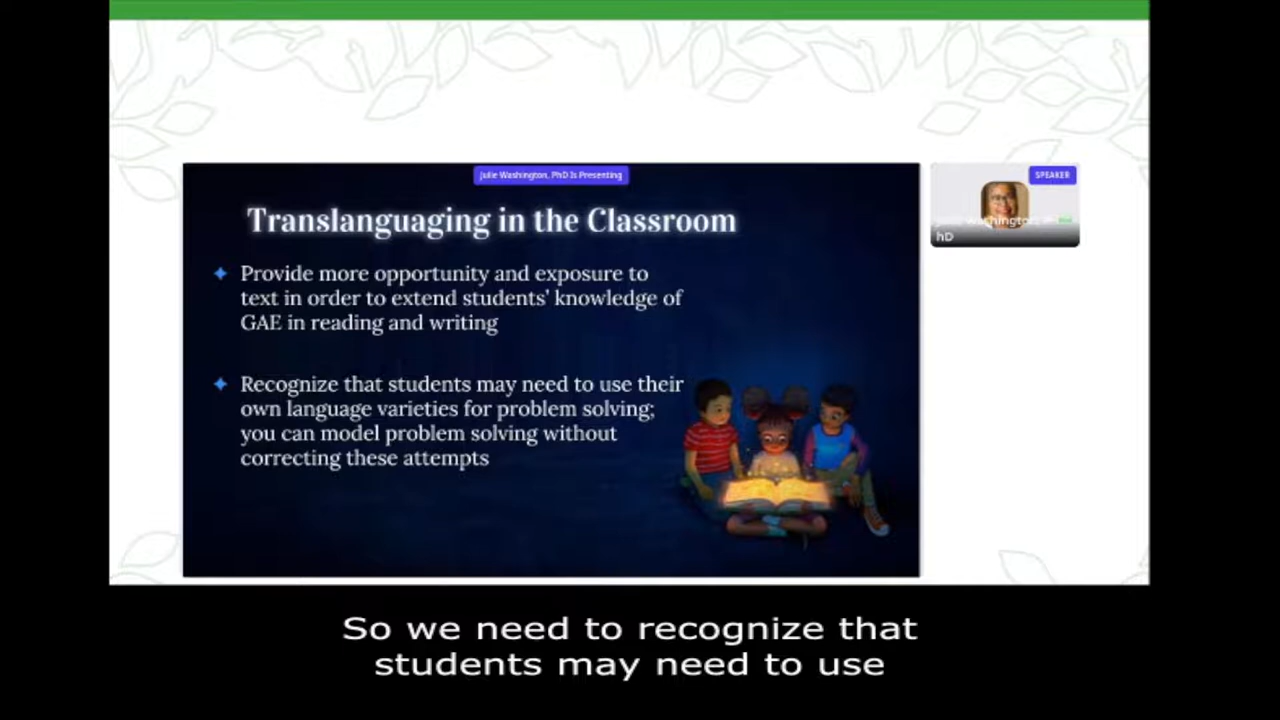 Julie Washington, PhD Is Presenting
SPEAKER
Translanguaging in the Classroom
hD
Provide more opportunity and exposure to
text in order to extend students' knowledge of
GAE in reading and writing
Recognize that students may need to use their
own language varieties for problem solving;
you can model problem solving without
correcting these attempts
So we need to recognize that
students may need to use